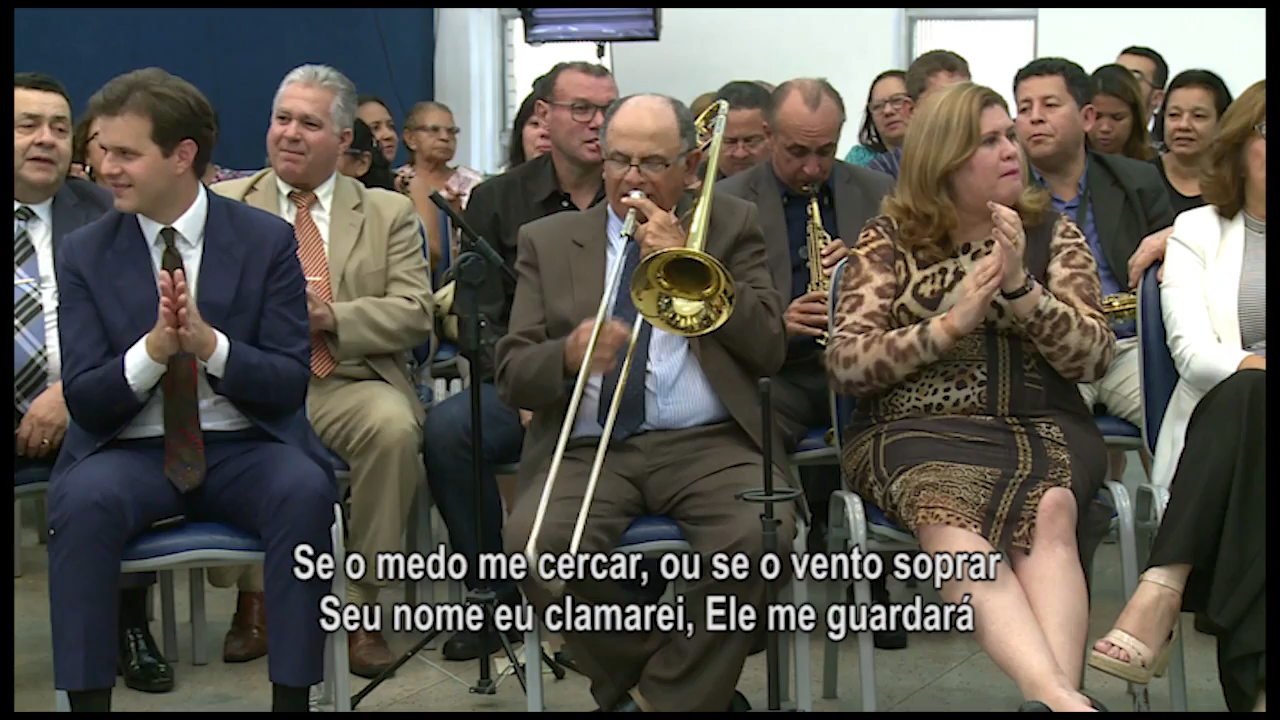 Se o medo me cercar, ou se o vento soprar
Seu nome eu clamarei, Ele me guardará